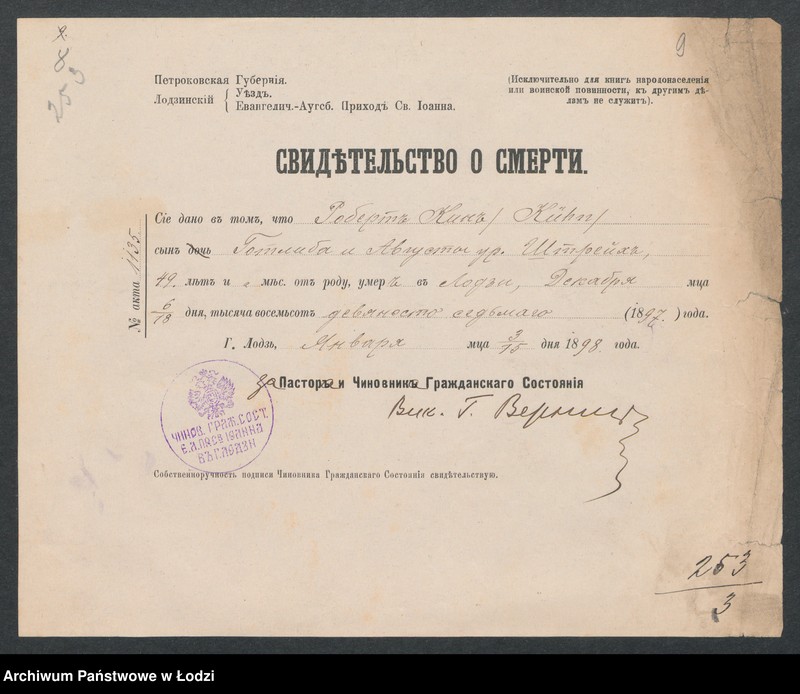 9
253
Петроковская Губернія.
Лодзинскій { Уѣздъ.
Евангелич.-Аугсб. Приходъ Св. Іоанна.
(Исключительно для книгъ народонаселенія
или воинской повинности, къ другимъ дѣ-
ламъ не служитъ).
СВИДѢТЕЛЬСТВО О СМЕРТИ.
№ акта 1135
Сіе дано въ томъ, что Робертъ Кинъ /Kühn/
сынъ дочь Готлиба и Августы ур. Штрейхъ,
49. лѣтъ и мѣс. отъ роду, умеръ въ Лодзи, Декабря мца
6/18 дня, тысяча восемьсотъ девяносто седьмаго (1897.) года.
Г. Лодзь, Января мца 3/15 дня 1898. года.
за Пасторъ и Чиновникъ Гражданскаго Состоянія
Вик. Г.
ЧИНОВ. ГРАЖ. СОСТ.
Е.А. ПР. СВ ІОАННА
ВЪ Г. ЛОДЗИ
Собственноручность подписи Чиновника Гражданскаго Состоянія свидѣтельствую.
253
3
Archiwum Państwowe w Łodzi